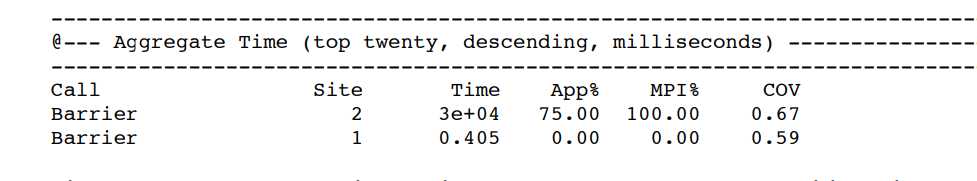 ---------------------------------------------------------------------------
@--- Aggregate Time (top twenty, descending, milliseconds) ----------------
---------------------------------------------------------------------------
Call Site Time App% MPI% COV
Barrier 2 3e+04 75.00 100.00 0.67
Barrier 1 0.405 0.00 0.00 0.59